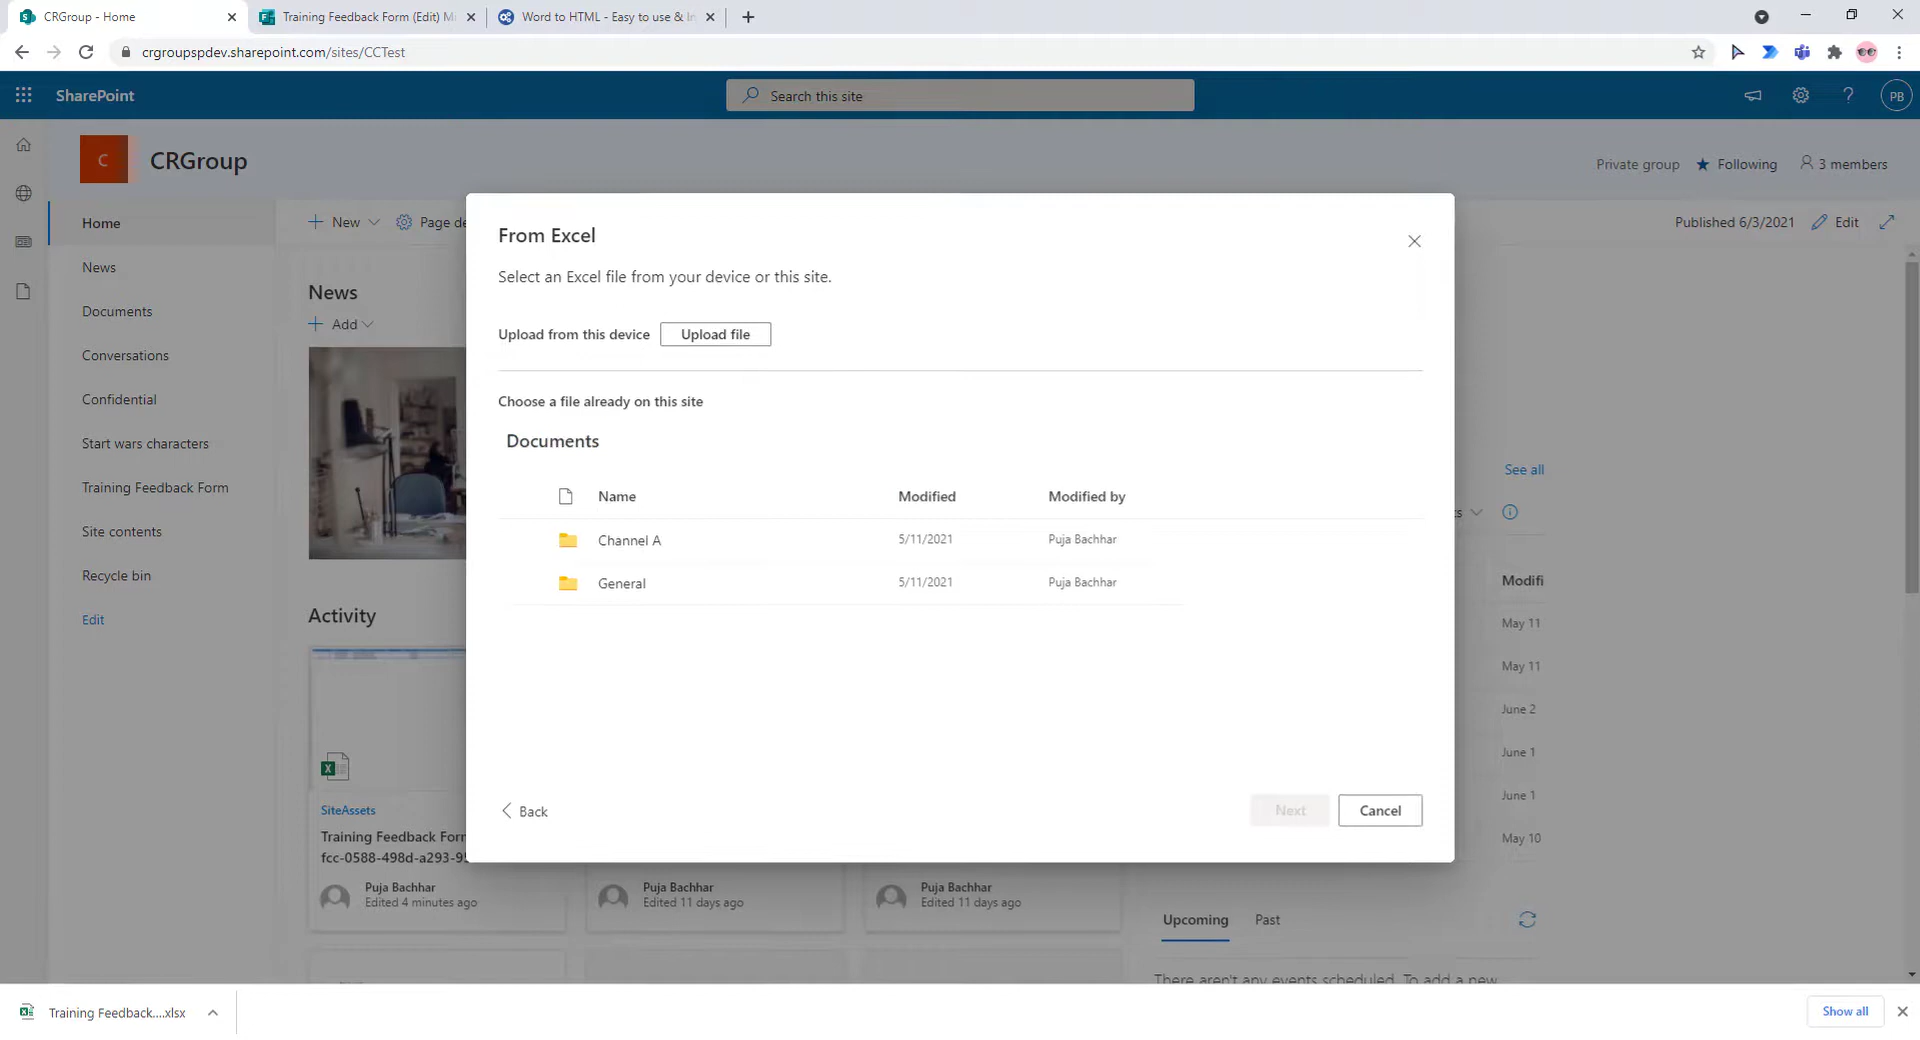 CRGroup - Home
Training Feedback Form (Edit) M
Word to HTML - Easy to use & In
crgroupspdev.sharepoint.com/sites/CCTest
SharePoint
Search this site
PB
C
CRGroup
Private group
Following
3 members
Home
New
Page de
Published 6/3/2021
Edit
News
Documents
Conversations
Confidential
Start wars characters
Training Feedback Form
Site contents
Recycle bin
Edit
News
Add
Activity
SiteAssets
Training Feedback Form
fcc-0588-498d-a293-95
Puja Bachhar
Edited 4 minutes ago
Puja Bachhar
Edited 11 days ago
Puja Bachhar
Edited 11 days ago
From Excel
Select an Excel file from your device or this site.
Upload from this device
Upload file
Choose a file already on this site
Documents
Name
Modified
Modified by
Channel A
5/11/2021
Puja Bachhar
General
5/11/2021
Puja Bachhar
Back
Next
Cancel
See all
Modifi
May 11
May 11
June 2
June 1
June 1
May 10
Upcoming
Past
There aren't any events scheduled. To add a new
Training Feedback....xlsx
Show all